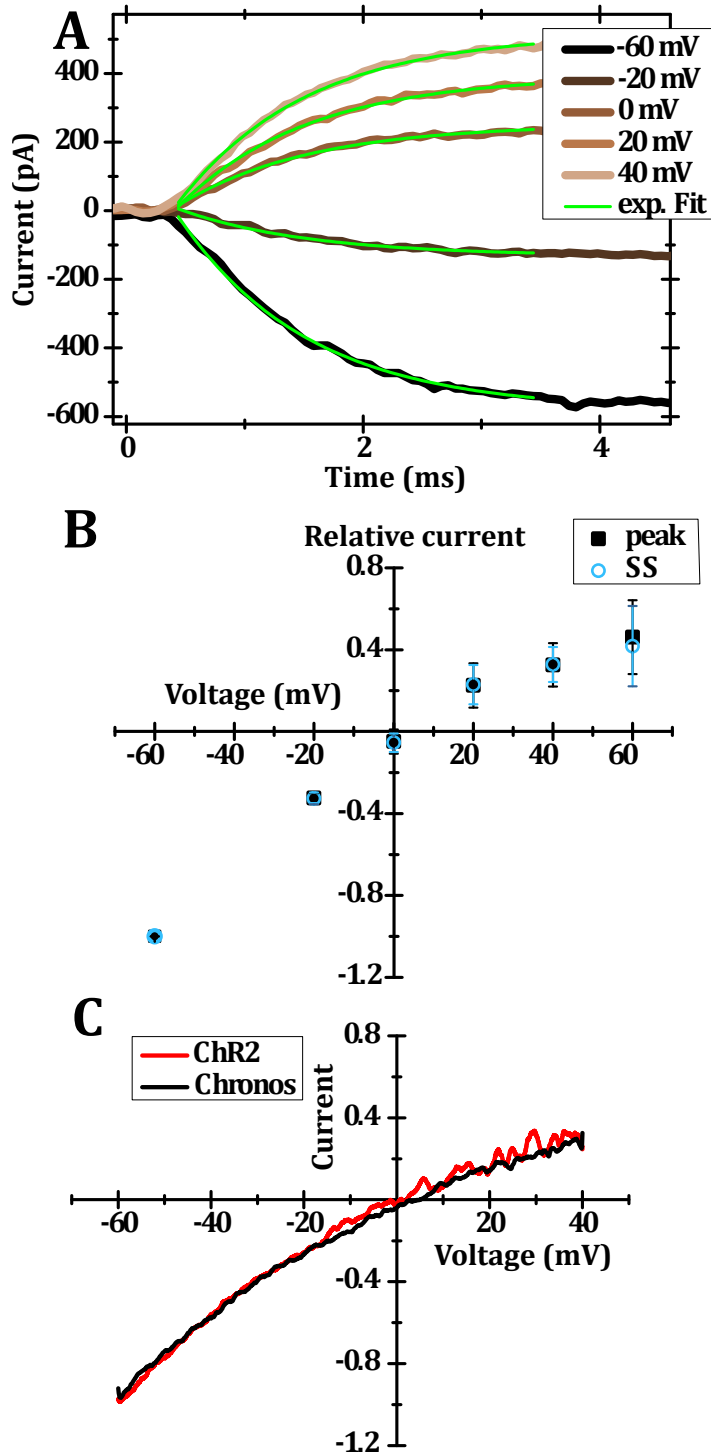 A
400
200
0
-200
-400
-600
Current (pA)
0
2
4
Time (ms)
-60 mV
-20 mV
0 mV
20 mV
40 mV
exp. Fit
B
Relative current
peak
SS
0.8
0.4
-0.4
-0.8
-1.2
Voltage (mV)
-60
-40
-20
20
40
60
C
ChR2
Chronos
Current
0.8
0.4
-0.4
-0.8
-1.2
-60
-40
-20
20
40
Voltage (mV)